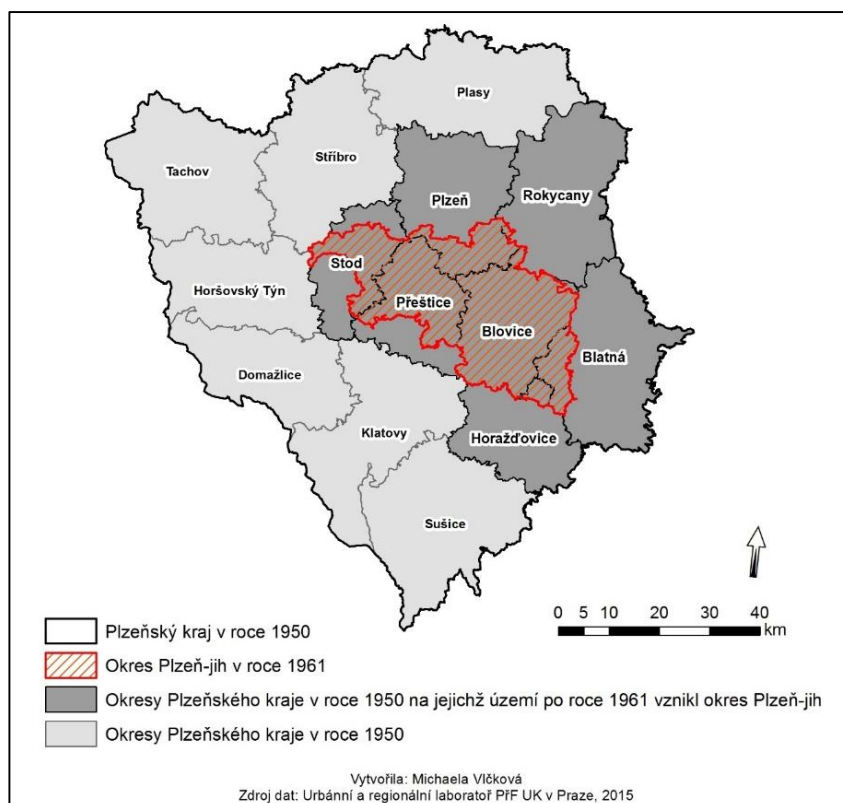 Plasy
Tachov
Stříbro
Plzeň
Rokycany
Stod
Horšovský Týn
Přeštice
Blovice
Blatná
Domažlice
Klatovy
Horažďovice
Sušice
0 5 10 20 30 40
km
Plzeňský kraj v roce 1950
Okres Plzeň-jih v roce 1961
Okresy Plzeňského kraje v roce 1950 na jejichž území po roce 1961 vznikl okres Plzeň-jih
Okresy Plzeňského kraje v roce 1950
Vytvořila: Michaela Vlčková
Zdroj dat: Urbánní a regionální laboratoř PřF UK v Praze, 2015